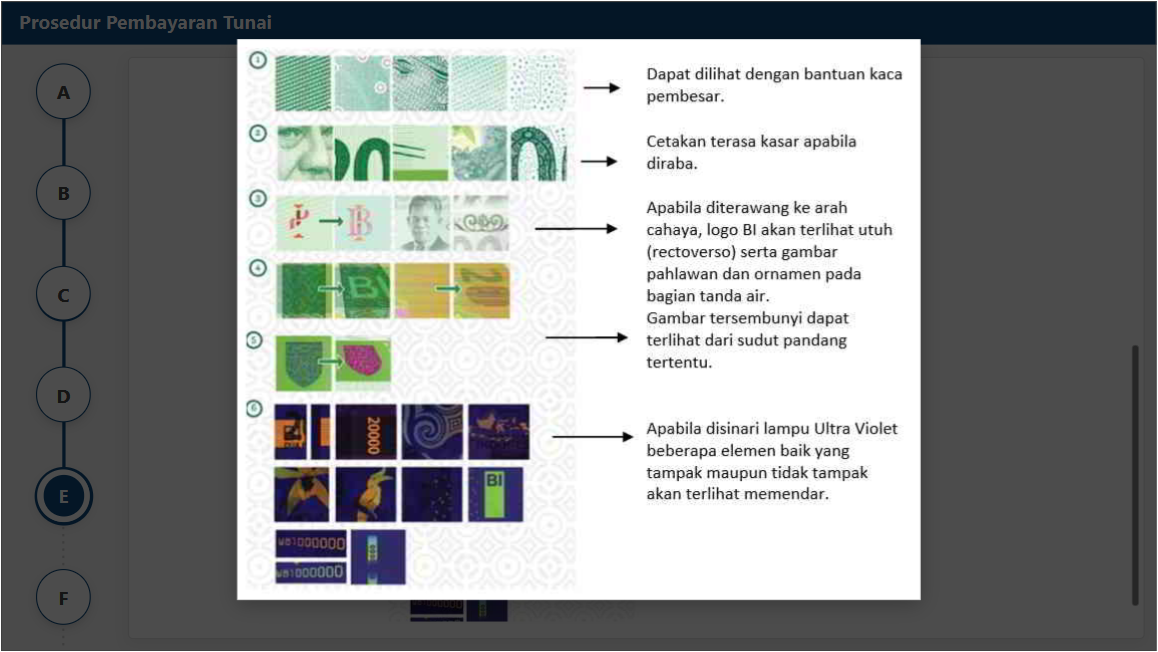 Prosedur Pembayaran Tunai
A
B
C
D
E
F
1
Dapat dilihat dengan bantuan kaca
pembesar.
2
Cetakan terasa kasar apabila
diraba.
3
Apabila diterawang ke arah
cahaya, logo BI akan terlihat utuh
(rectoverso) serta gambar
pahlawan dan ornamen pada
bagian tanda air.
4
BI
20
Gambar tersembunyi dapat
terlihat dari sudut pandang
tertentu.
5
6
20000
Apabila disinari lampu Ultra Violet
beberapa elemen baik yang
tampak maupun tidak tampak
akan terlihat memendar.
BI